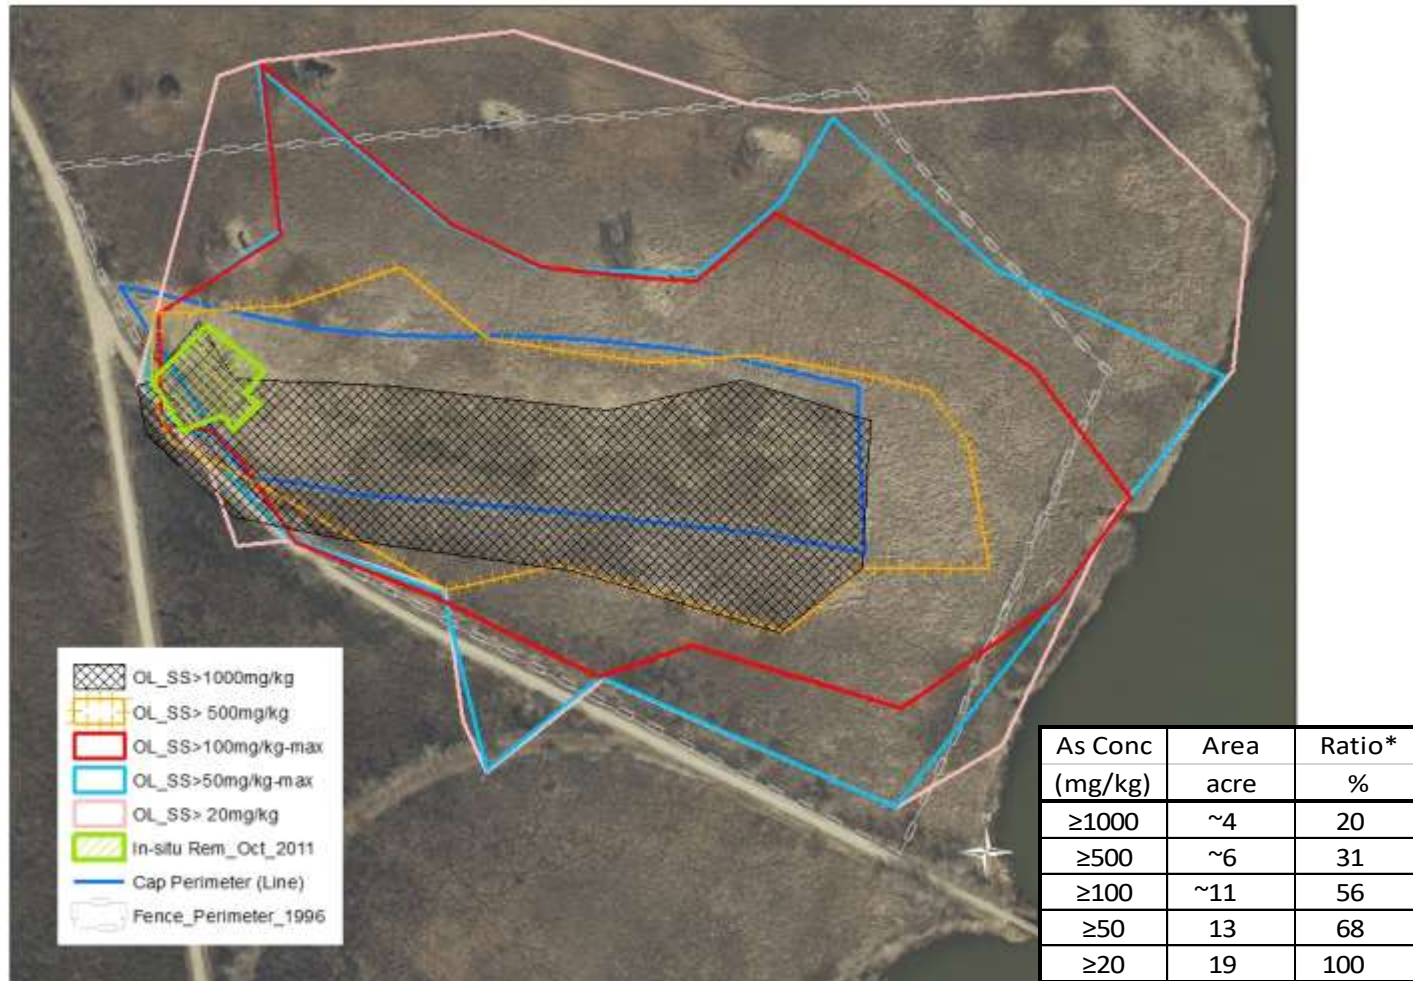 OL_SS>1000mg/kg
OL_SS> 500mg/kg
OL_SS>100mg/kg-max
OL_SS>50mg/kg-max
OL_SS> 20mg/kg
In-situ Rem_Oct_2011
Cap Perimeter (Line)
Fence_Perimeter_1996
As Conc Area Ratio*
(mg/kg) acre %
≥1000 ~4 20
≥500 ~6 31
≥100 ~11 56
≥50 13 68
≥20 19 100